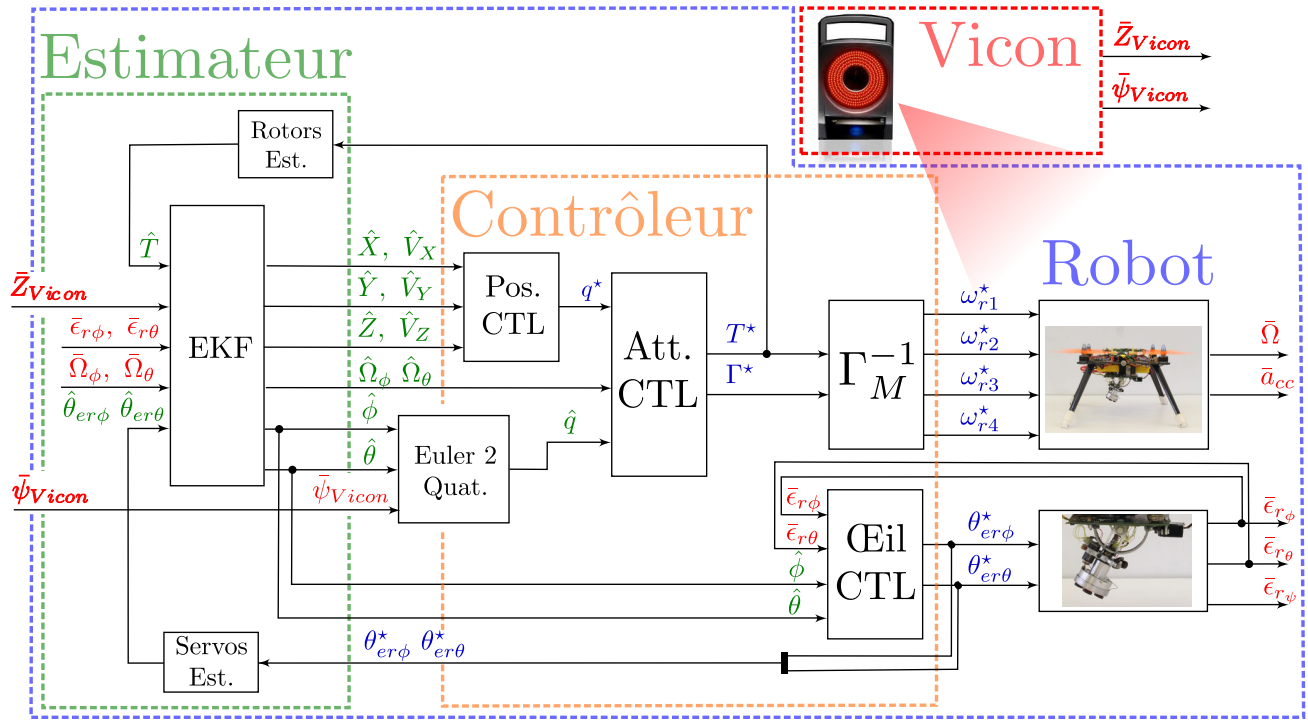 Estimateur
Vicon
Z̄_Vicon
ψ̄_Vicon
Rotors
Est.
Contrôleur
Robot
T̂
X̂, V̂_X
Ŷ, V̂_Y
Ẑ, V̂_Z
Ω̂_ϕ Ω̂_θ
ϕ̂
θ̂
Z̄_Vicon
ϵ̄_rϕ, ϵ̄_rθ
Ω̄_ϕ, Ω̄_θ
θ̂_erϕ θ̂_erθ
ψ̄_Vicon
EKF
Pos.
CTL
q*
Att.
CTL
T*
Γ*
Γ_M^-1
ω*_r1
ω*_r2
ω*_r3
ω*_r4
Ω̄
ā_cc
Euler 2
Quat.
q̂
ψ̄_Vicon
ϵ̄_rϕ
ϵ̄_rθ
ϕ̂
θ̂
Œil
CTL
θ*_erϕ
θ*_erθ
ϵ̄_rϕ
ϵ̄_rθ
ϵ̄_rψ
Servos
Est.
θ*_erϕ θ*_erθ